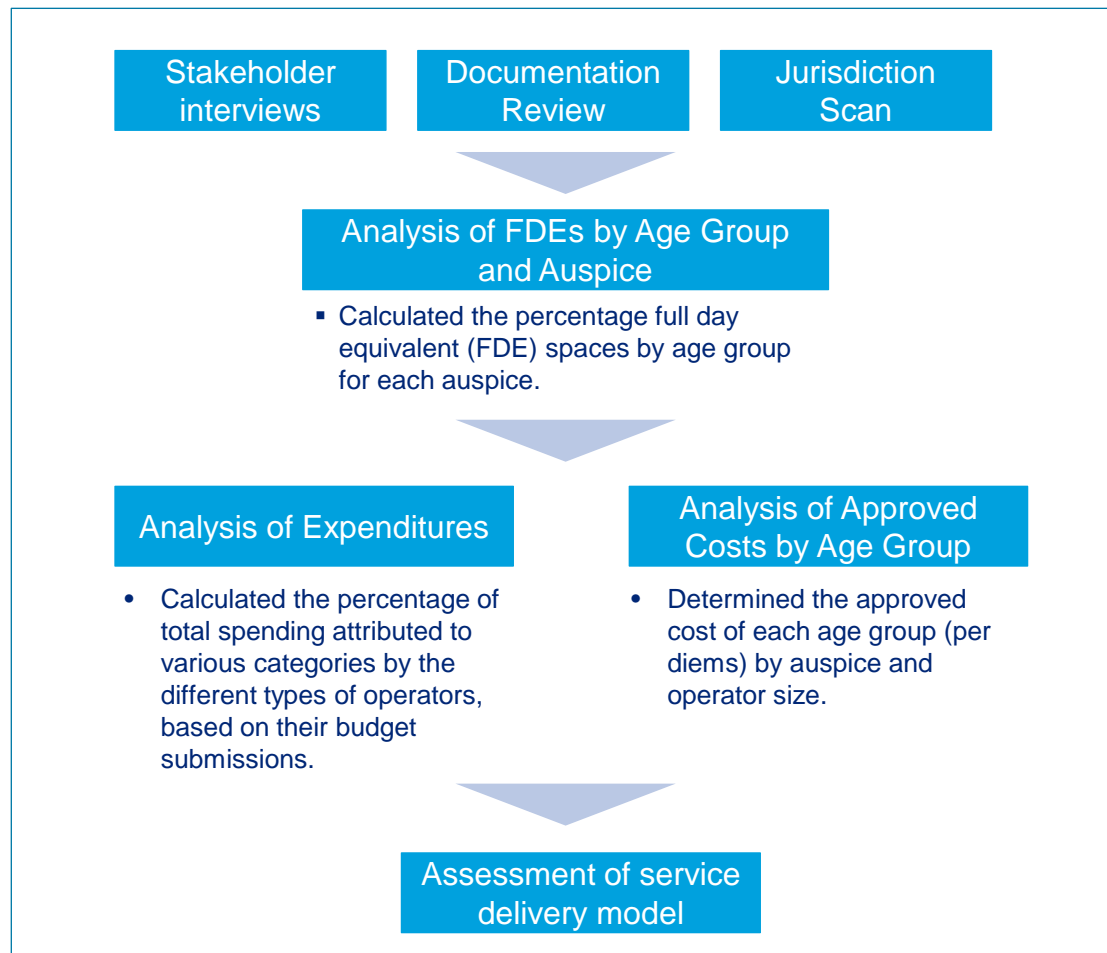 Stakeholder
interviews
Documentation
Review
Jurisdiction
Scan
Analysis of FDEs by Age Group
and Auspice
▪ Calculated the percentage full day
equivalent (FDE) spaces by age group
for each auspice.
Analysis of Expenditures
• Calculated the percentage of
total spending attributed to
various categories by the
different types of operators,
based on their budget
submissions.
Analysis of Approved
Costs by Age Group
• Determined the approved
cost of each age group (per
diems) by auspice and
operator size.
Assessment of service
delivery model